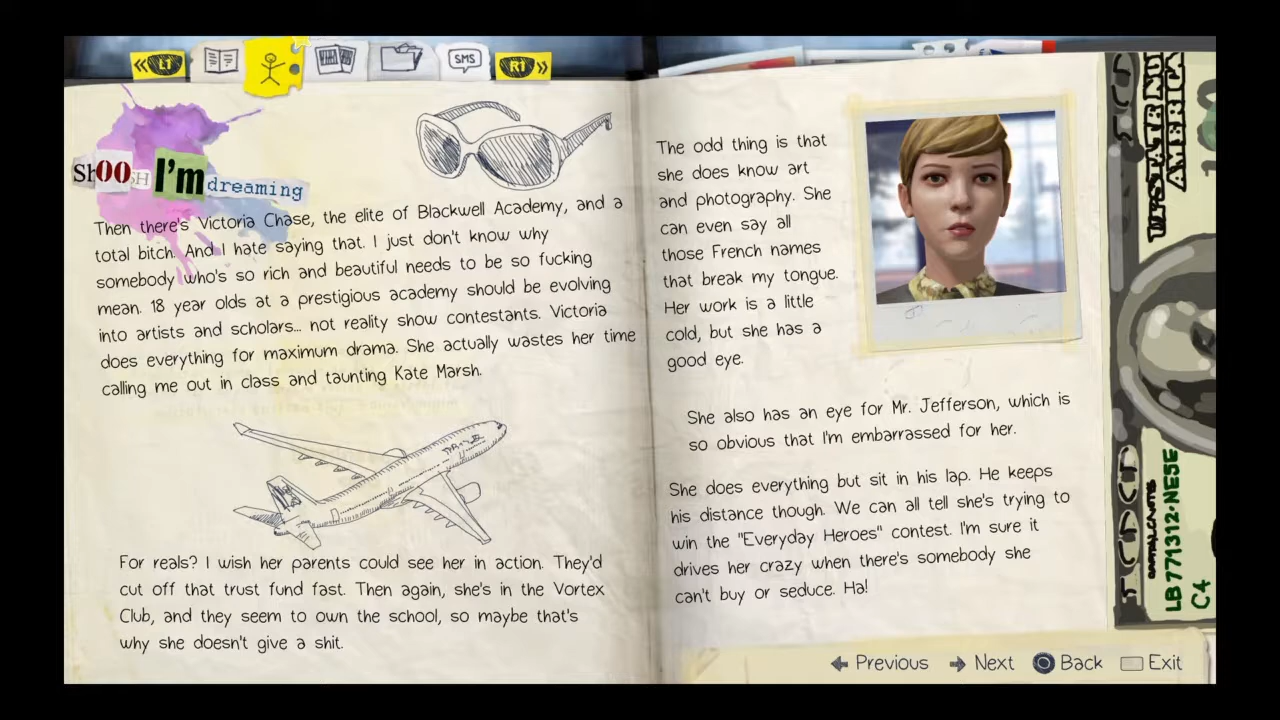 L1
SMS
R1
ShOOSH I'm dreaming
Then there's Victoria Chase, the elite of Blackwell Academy, and a
total bitch. And I hate saying that. I just don't know why
somebody who's so rich and beautiful needs to be so fucking
mean. 18 year olds at a prestigious academy should be evolving
into artists and scholars... not reality show contestants. Victoria
does everything for maximum drama. She actually wastes her time
calling me out in class and taunting Kate Marsh.
For reals? I wish her parents could see her in action. They'd
cut off that trust fund fast. Then again, she's in the Vortex
Club, and they seem to own the school, so maybe that's
why she doesn't give a shit.
The odd thing is that
she does know art
and photography. She
can even say all
those French names
that break my tongue.
Her work is a little
cold, but she has a
good eye.
She also has an eye for Mr. Jefferson, which is
so obvious that I'm embarrassed for her.
She does everything but sit in his lap. He keeps
his distance though. We can all tell she's trying to
win the "Everyday Heroes" contest. I'm sure it
drives her crazy when there's somebody she
can't buy or seduce. Ha!
AMERICA
LB771312-NE5E
C4
Previous
Next
Back
Exit